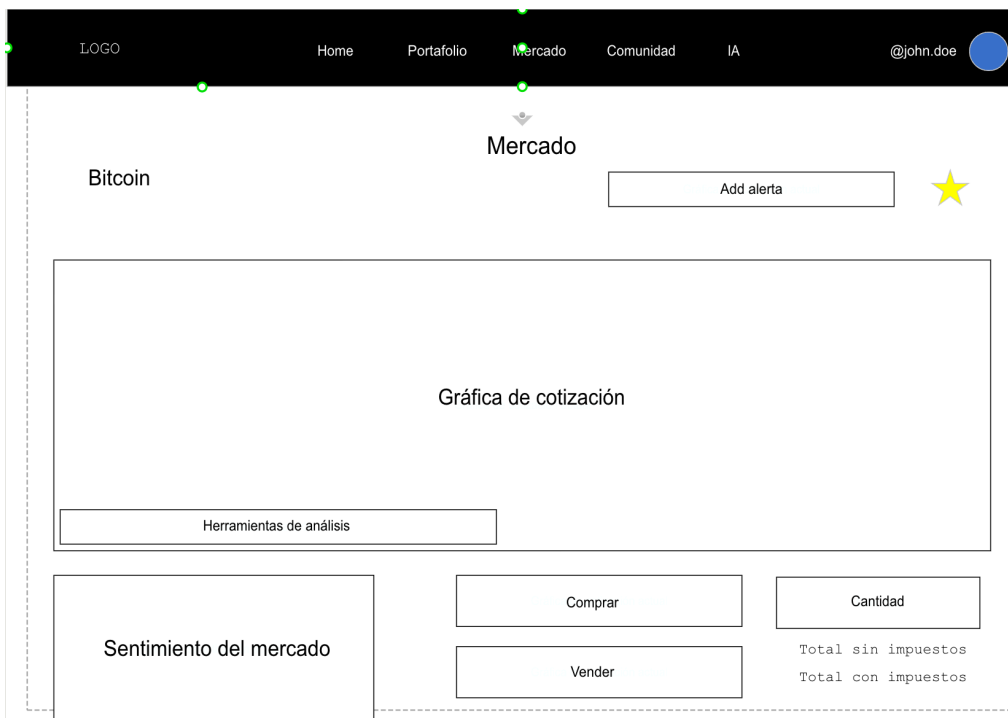 LOGO Home Portafolio Mercado Comunidad IA @john.doe
Mercado
Bitcoin
Add alerta
Gráfica de cotización
Herramientas de análisis
Sentimiento del mercado
Comprar
Cantidad
Vender
Total sin impuestos
Total con impuestos